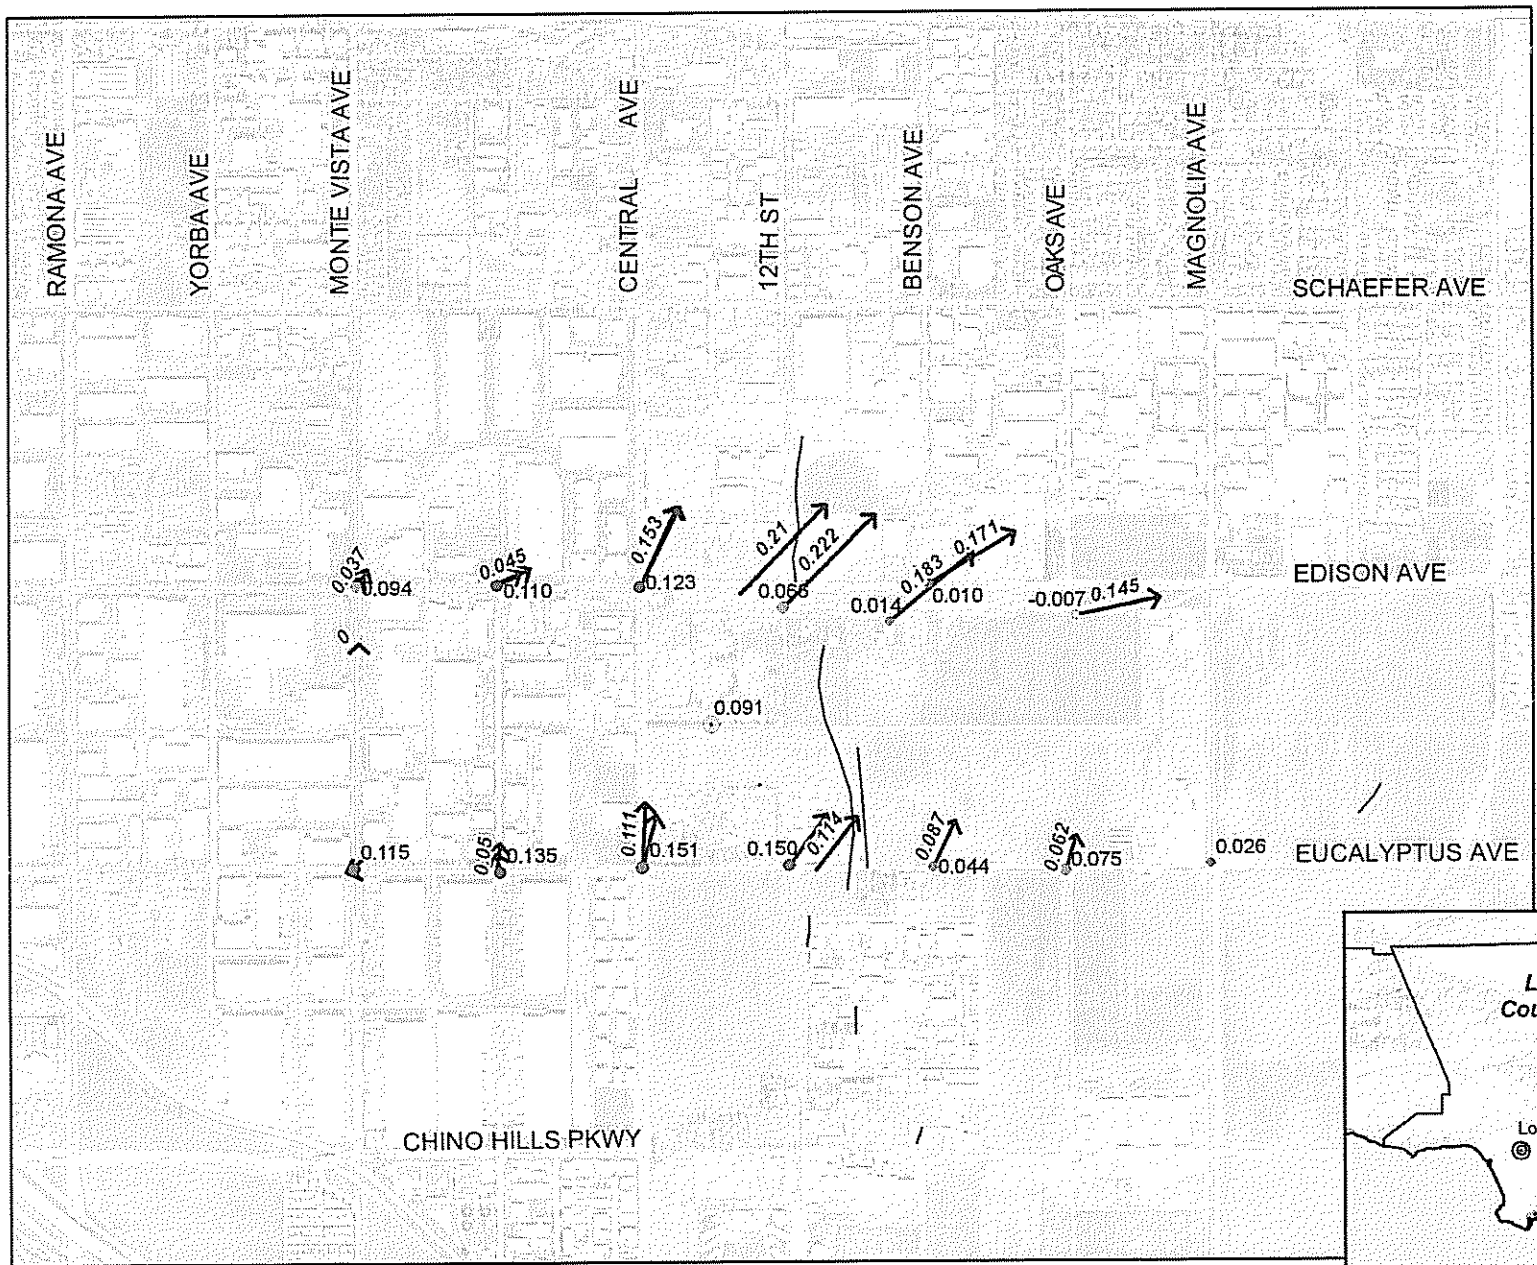 RAMONA AVE
YORBA AVE
MONTE VISTA AVE
CENTRAL AVE
12TH ST
BENSON AVE
OAKS AVE
MAGNOLIA AVE
SCHAEFER AVE
0.037
0.094
0.045
0.110
0.153
0.123
0.21
0.222
0.066
0.014
0.183
0.171
0.010
-0.007
0.145
EDISON AVE
0
0.091
0.115
0.05
0.135
0.111
0.151
0.150
0.114
0.087
0.044
0.062
0.075
0.026
EUCALYPTUS AVE
L
Cou
Lo
CHINO HILLS PKWY